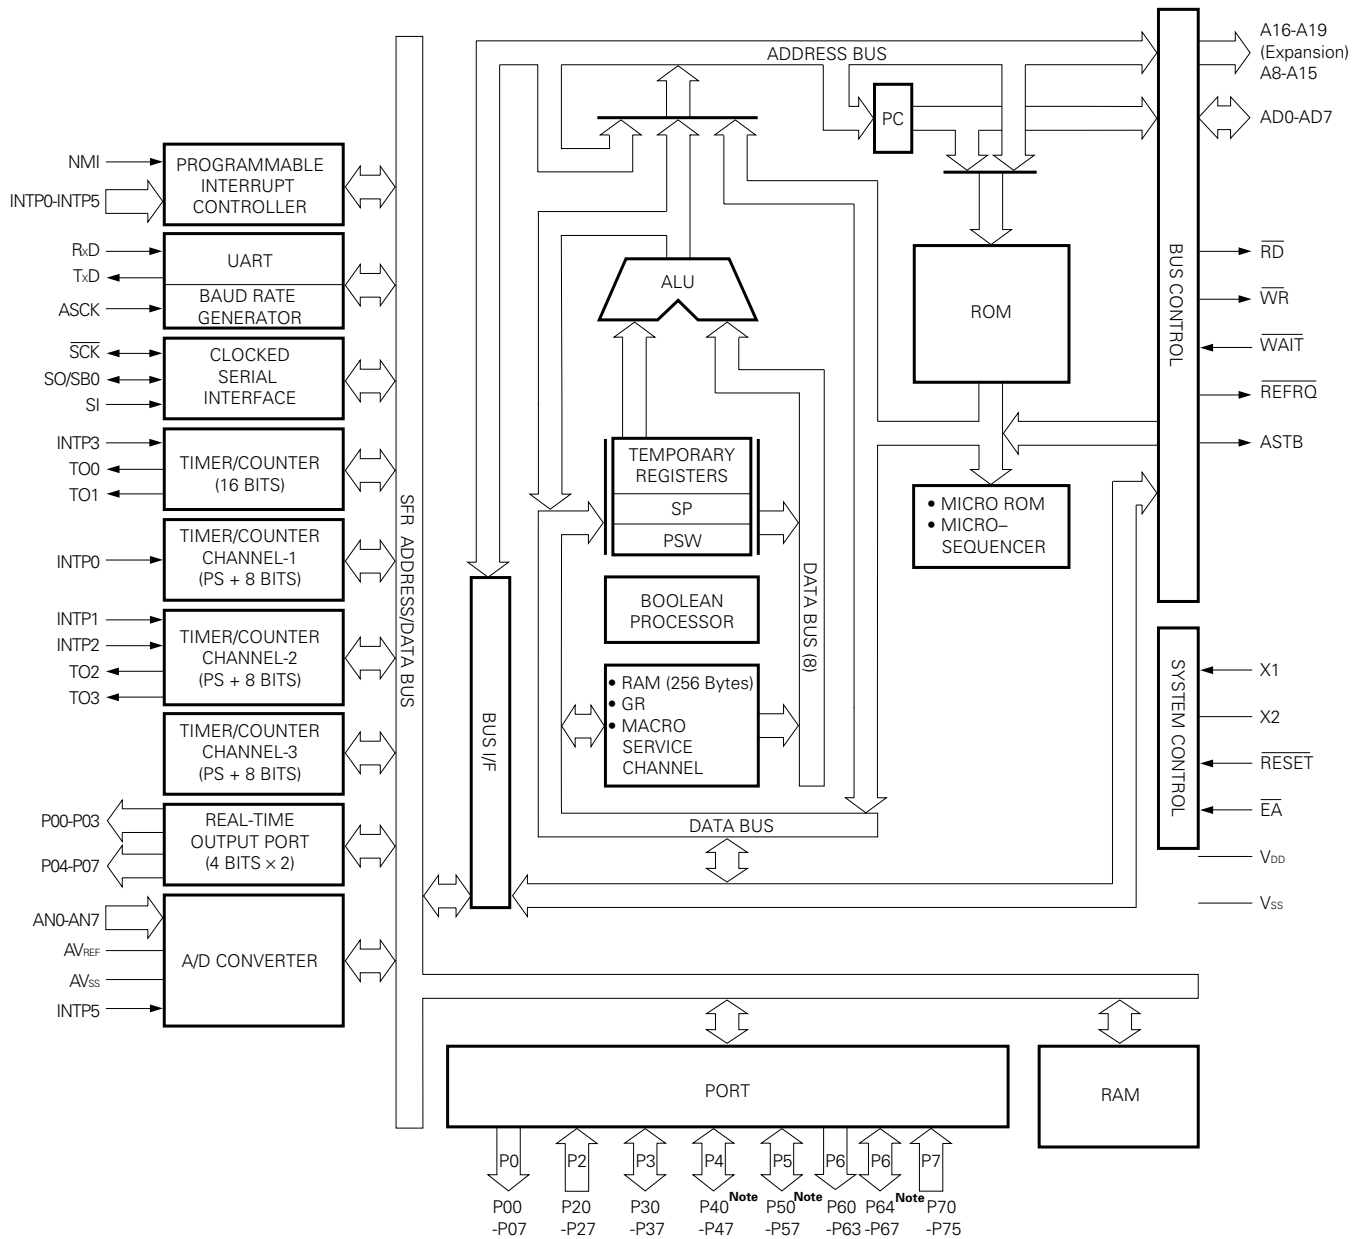 ADDRESS BUS
A16-A19
(Expansion)
A8-A15
PC
AD0-AD7
NMI
INTP0-INTP5
PROGRAMMABLE
INTERRUPT
CONTROLLER
RxD
TxD
ASCK
UART
BAUD RATE
GENERATOR
SCK
SO/SB0
SI
CLOCKED
SERIAL
INTERFACE
INTP3
TO0
TO1
TIMER/COUNTER
(16 BITS)
INTP0
TIMER/COUNTER
CHANNEL-1
(PS + 8 BITS)
INTP1
INTP2
TO2
TO3
TIMER/COUNTER
CHANNEL-2
(PS + 8 BITS)
TIMER/COUNTER
CHANNEL-3
(PS + 8 BITS)
P00-P03
P04-P07
REAL-TIME
OUTPUT PORT
(4 BITS × 2)
AN0-AN7
AVREF
AVSS
INTP5
A/D CONVERTER
SFR ADDRESS/DATA BUS
BUS I/F
ALU
TEMPORARY
REGISTERS
SP
PSW
BOOLEAN
PROCESSOR
• RAM (256 Bytes)
• GR
• MACRO
SERVICE
CHANNEL
DATA BUS (8)
DATA BUS
ROM
• MICRO ROM
• MICRO–
SEQUENCER
BUS CONTROL
RD
WR
WAIT
REFRQ
ASTB
SYSTEM CONTROL
X1
X2
RESET
EA
VDD
VSS
PORT
RAM
P0
P2
P3
P4
P5
P6
P6
P7
P00
-P07
P20
-P27
P30
-P37
P40 Note
-P47
P50 Note
-P57
P60
-P63
P64 Note
-P67
P70
-P75